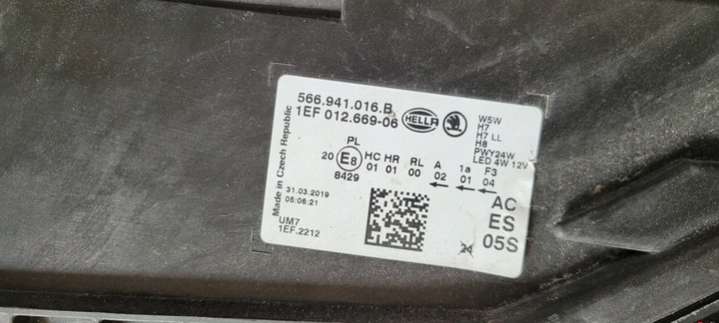 566.941.016.B
1EF 012.669-06
HELLA
W5W
H7
H7 LL
H8
PWY24W
LED 4W 12V
Made in Czech Republic
PL
20 E8 HC HR RL A 1a F3
01 01 00 02 01 04
8429
31.03.2019
05:06:21
AC
ES
05S
UM7
1EF.2212
24